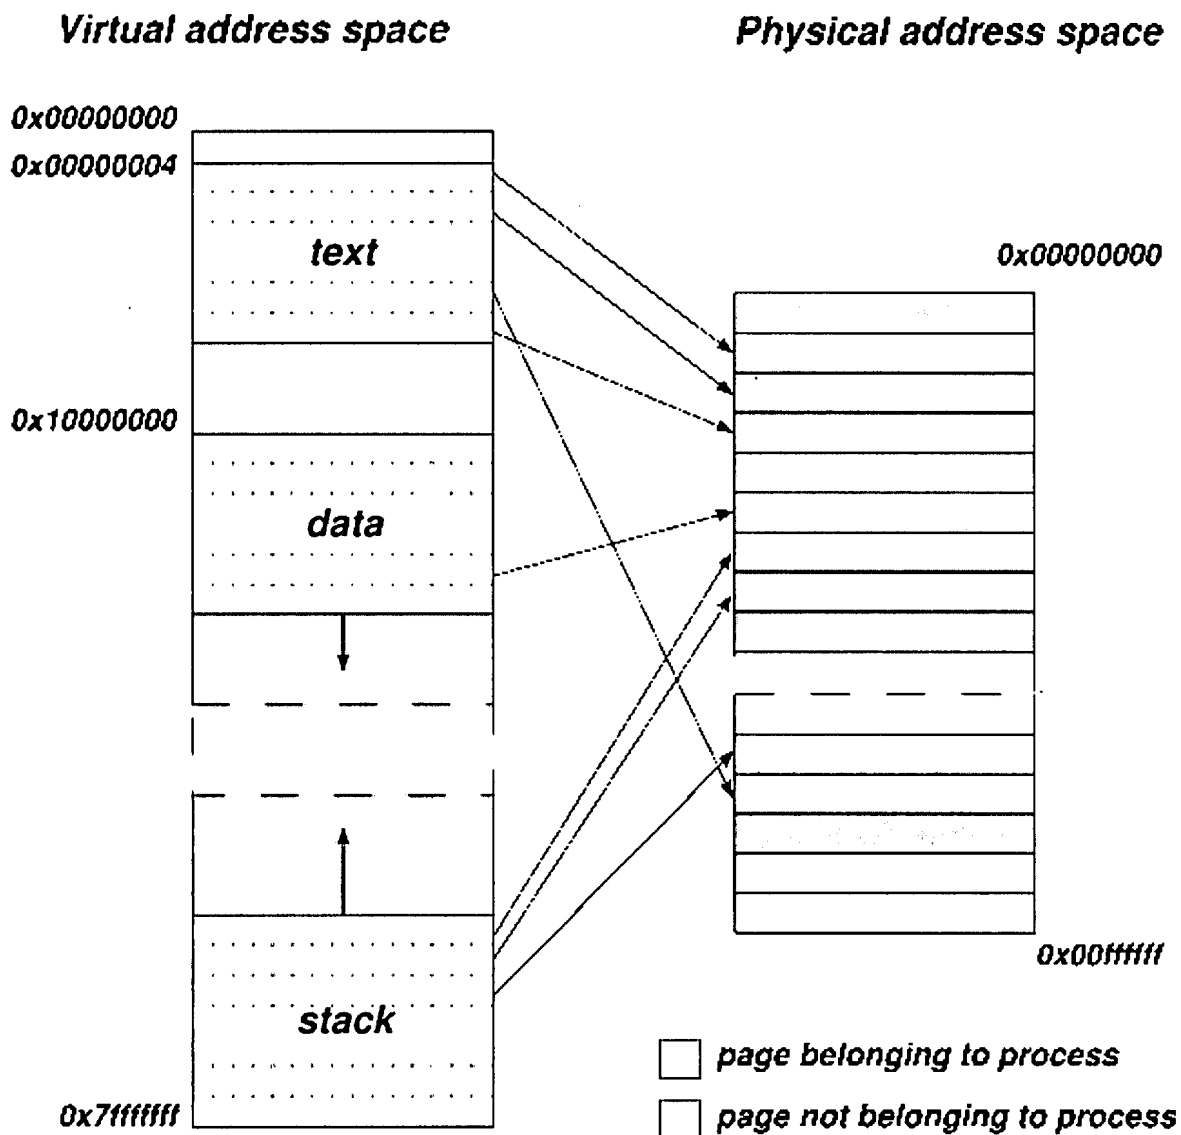 Virtual address space
Physical address space
0x00000000
0x00000004
text
0x00000000
0x10000000
data
0x00ffffff
stack
page belonging to process
0x7fffffff
page not belonging to process